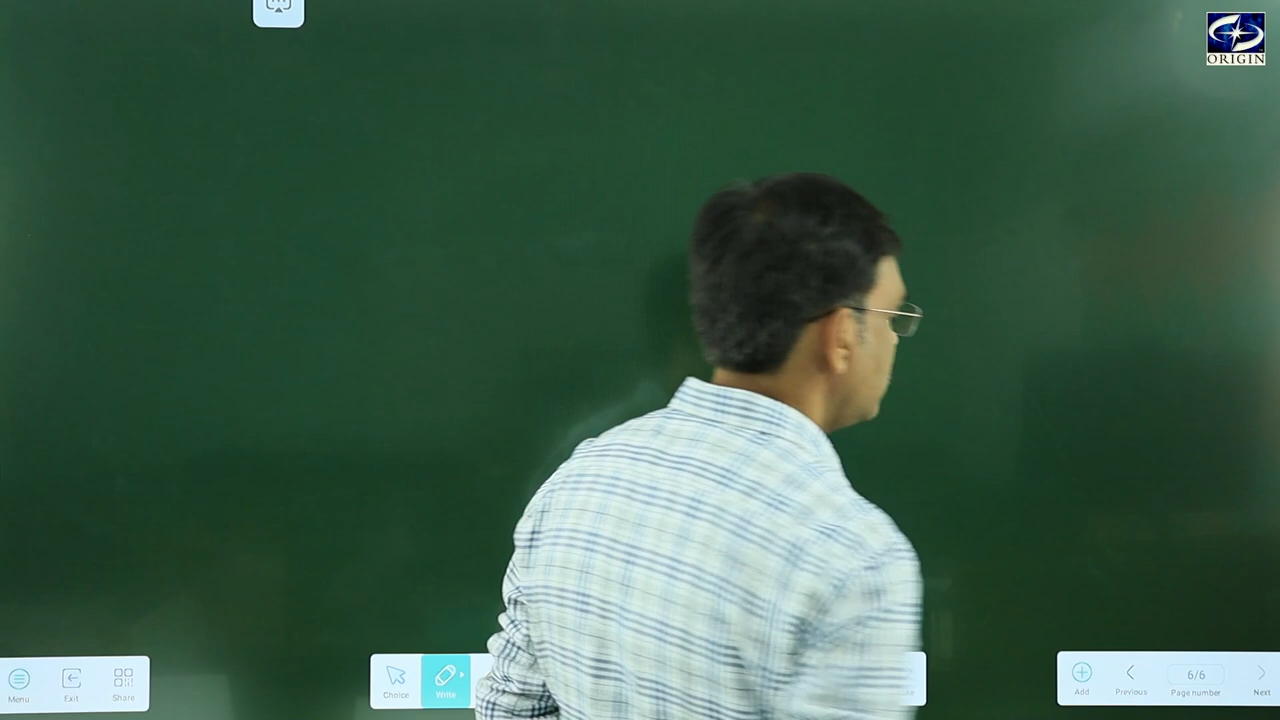 ORIGIN
Menu
Exit
Share
Choice
Write
Add
Previous
6/6
Page number
Next